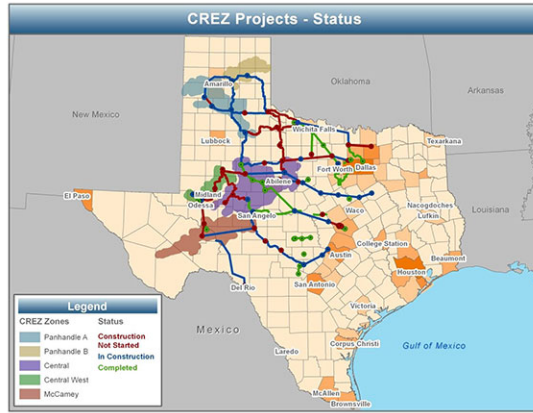 CREZ Projects - Status
Oklahoma
Arkansas
New Mexico
Amarillo
Wichita Falls
Lubbock
Texarkana
Fort Worth
Dallas
Abilene
Midland
Odessa
El Paso
Louisiana
Nacogdoches
Lufkin
Waco
San Angelo
College Station
Beaumont
Austin
Houston
Del Rio
San Antonio
Victoria
Mexico
Corpus Christi
Gulf of Mexico
Laredo
McAllen
Brownsville
Legend
CREZ Zones
Status
Panhandle A
Construction
Not Started
Panhandle B
In Construction
Central
Completed
Central West
McCamey